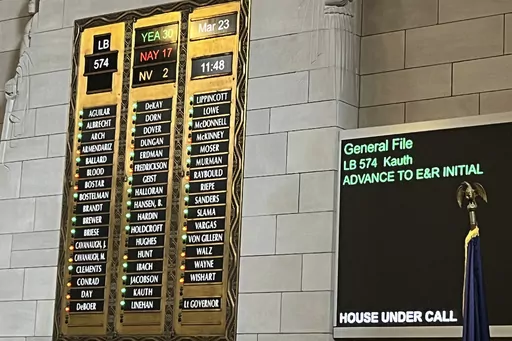 LB
574
YEA 30
NAY 17
NV 2
Mar 23
11:48
AGUILAR
ALBRECHT
ARCH
ARMENDARIZ
BALLARD
BLOOD
BOSTAR
BOSTELMAN
BRANDT
BREWER
BRIESE
CAVANAUGH, J.
CAVANAUGH, M.
CLEMENTS
CONRAD
DAY
DeBOER
DeKAY
DORN
DOVER
DUNGAN
ERDMAN
FREDRICKSON
GEIST
HALLORAN
HANSEN, B.
HARDIN
HOLDCROFT
HUGHES
HUNT
IBACH
JACOBSON
KAUTH
LINEHAN
LIPPINCOTT
LOWE
McDONNELL
McKINNEY
MOSER
MURMAN
RAYBOULD
RIEPE
SANDERS
SLAMA
VARGAS
VON GILLERN
WALZ
WAYNE
WISHART
Lt GOVERNOR
General File
LB 574 Kauth
ADVANCE TO E&R INITIAL
HOUSE UNDER CALL